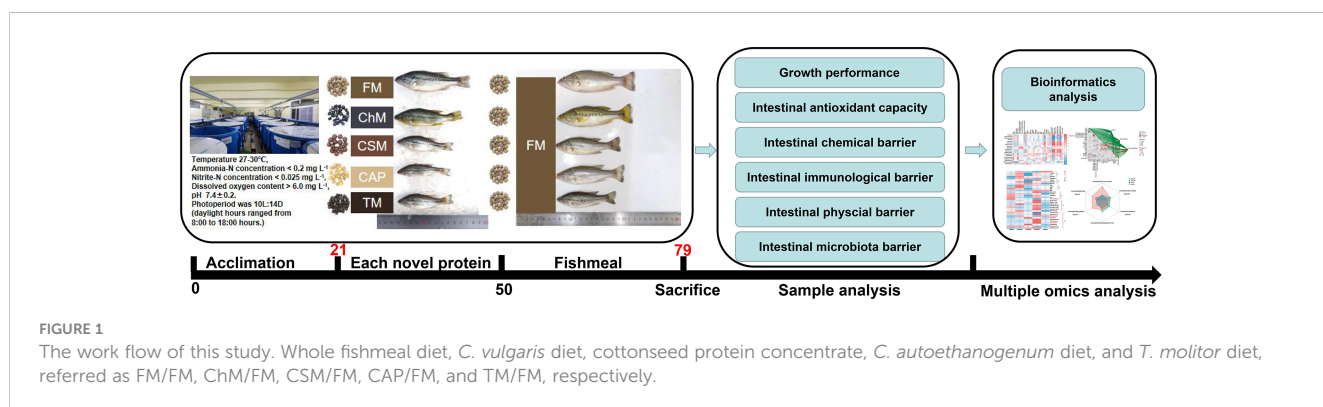 Temperature 27-30°C,
Ammonia-N concentration < 0.2 mg L-1
Nitrite-N concentration < 0.025 mg L-1,
Dissolved oxygen content > 6.0 mg L-1,
pH 7.4±0.2.
Photoperiod was 10L:14D
(daylight hours ranged from
8:00 to 18:00 hours.)
FM
ChM
CSM
CAP
TM
FM
Growth performance
Intestinal antioxidant capacity
Intestinal chemical barrier
Intestinal immunological barrier
Intestinal physcial barrier
Intestinal microbiota barrier
Bioinformatics
analysis
21
79
Acclimation
Each novel protein
Fishmeal
0
50
Sacrifice
Sample analysis
Multiple omics analysis
FIGURE 1
The work flow of this study. Whole fishmeal diet, C. vulgaris diet, cottonseed protein concentrate, C. autoethanogenum diet, and T. molitor diet,
referred as FM/FM, ChM/FM, CSM/FM, CAP/FM, and TM/FM, respectively.